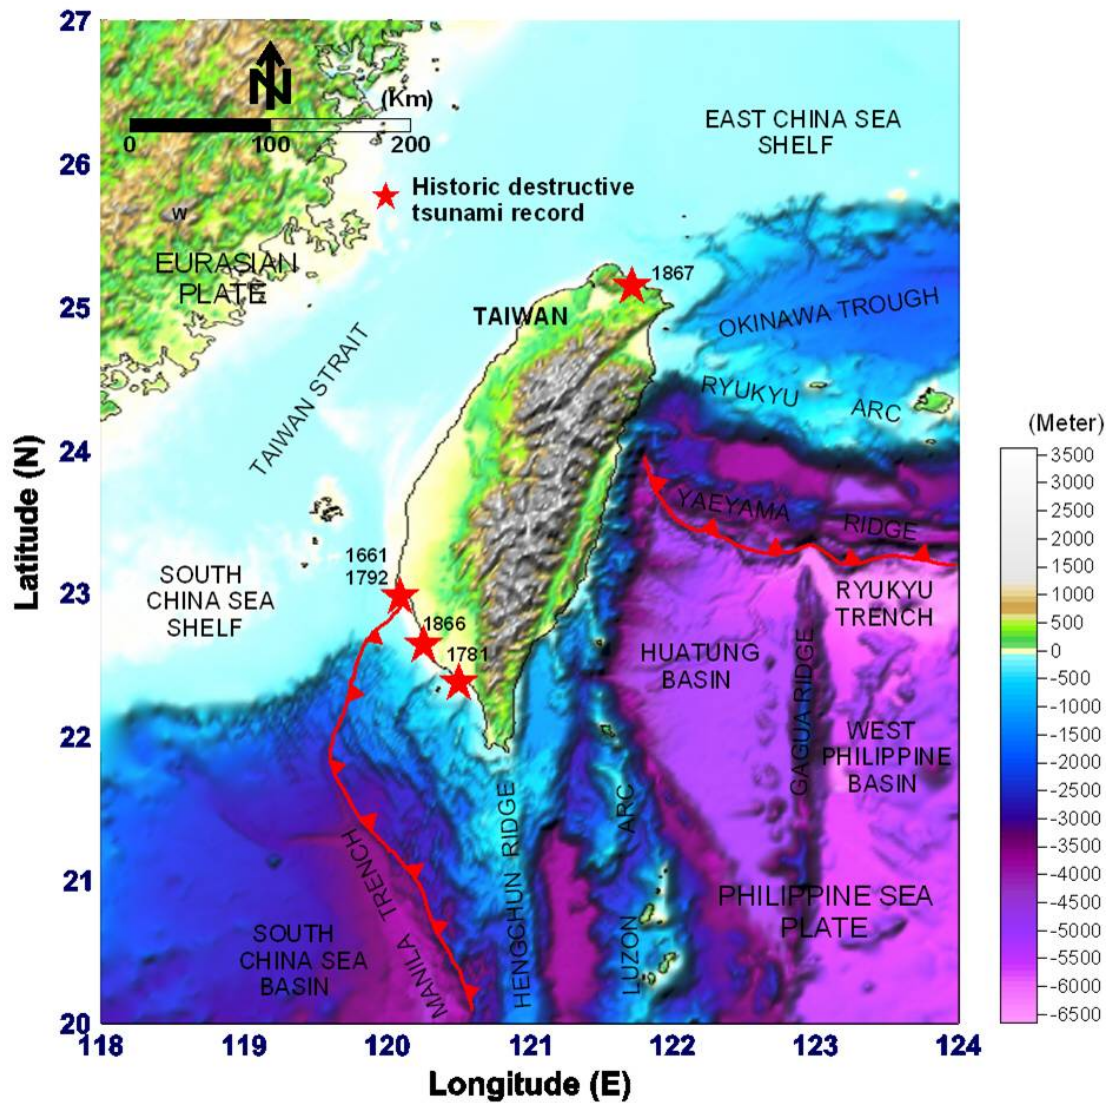 27
26
25
24
23
22
21
20
118
119
120
121
122
123
124
Latitude (N)
Longitude (E)
N
(Km)
0
100
200
Historic destructive
tsunami record
EAST CHINA SEA
SHELF
W
EURASIAN
PLATE
1867
TAIWAN
OKINAWA TROUGH
TAIWAN STRAIT
RYUKYU
ARC
YAEYAMA
RIDGE
1661
1792
1866
1781
SOUTH
CHINA SEA
SHELF
RYUKYU
TRENCH
HUATUNG
BASIN
GAGUA RIDGE
WEST
PHILIPPINE
BASIN
PHILIPPINE SEA
PLATE
MANILA TRENCH
HENGCHUN RIDGE
LUZON
ARC
SOUTH
CHINA SEA
BASIN
(Meter)
3500
3000
2500
2000
1500
1000
500
0
-500
-1000
-1500
-2000
-2500
-3000
-3500
-4000
-4500
-5000
-5500
-6000
-6500